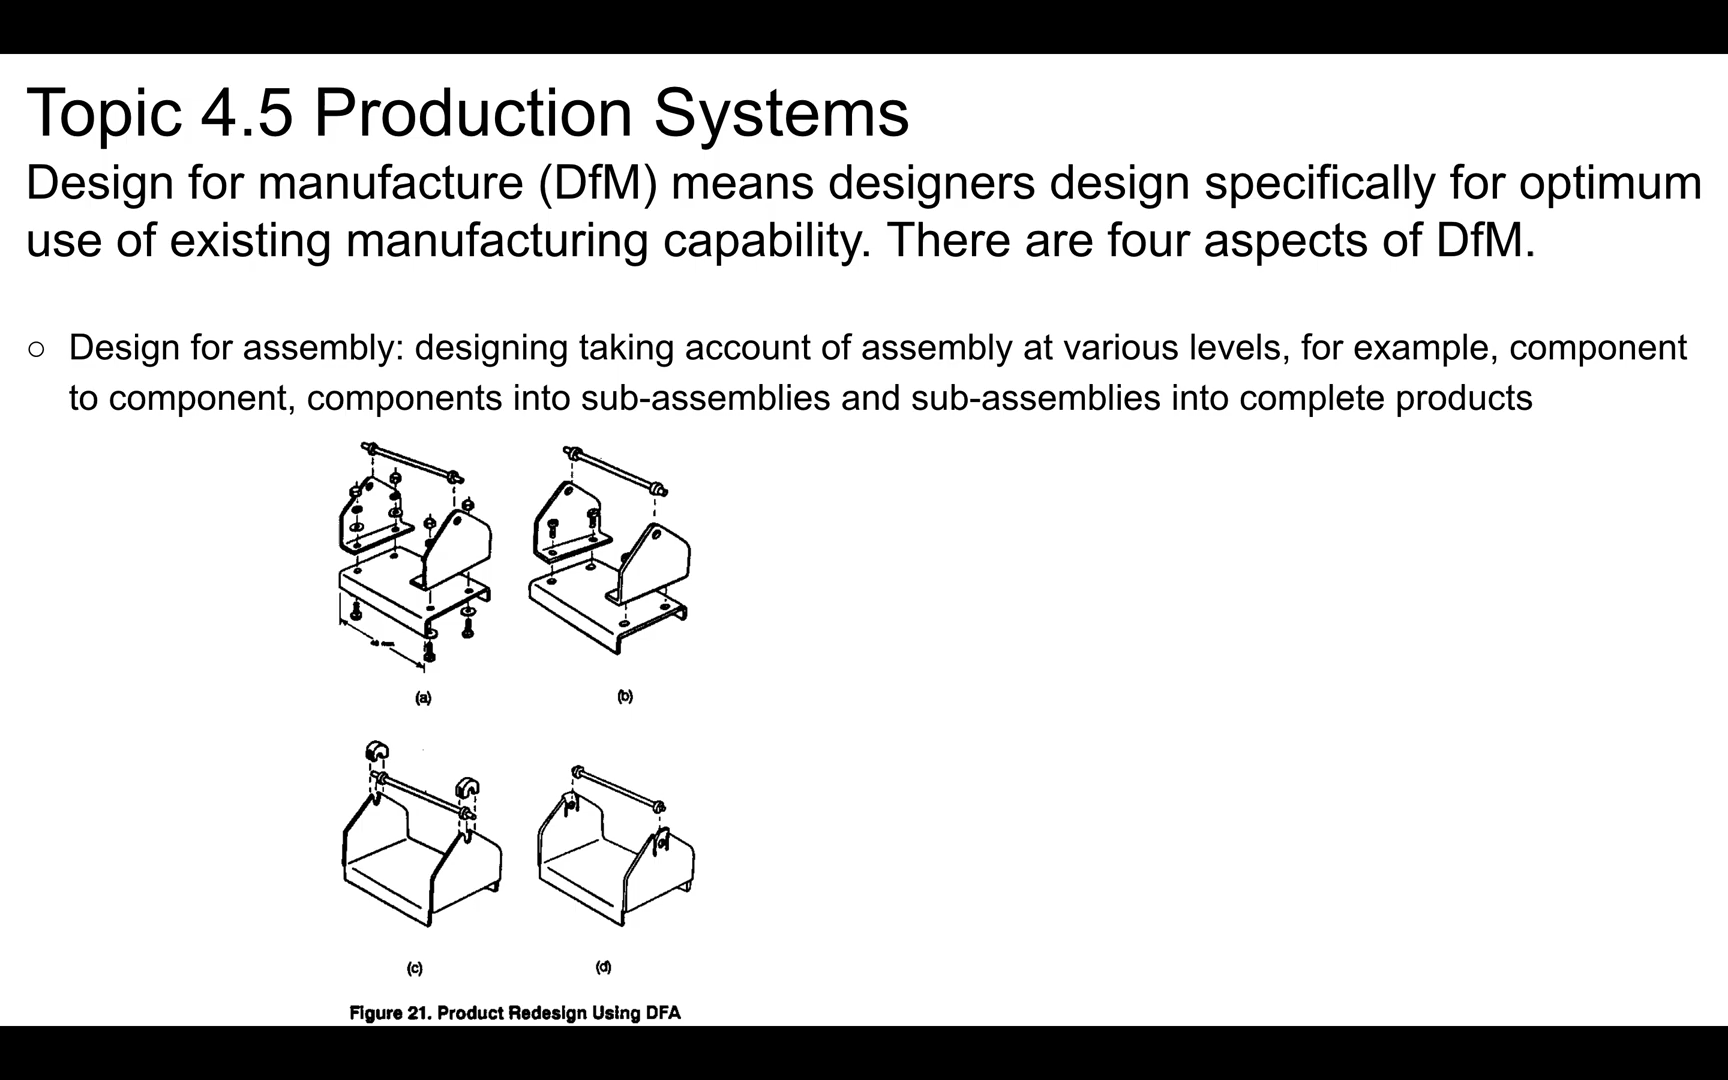 Topic 4.5 Production Systems
Design for manufacture (DfM) means designers design specifically for optimum
use of existing manufacturing capability. There are four aspects of DfM.
○ Design for assembly: designing taking account of assembly at various levels, for example, component
to component, components into sub-assemblies and sub-assemblies into complete products
(a)
(b)
(c)
(d)
Figure 21. Product Redesign Using DFA